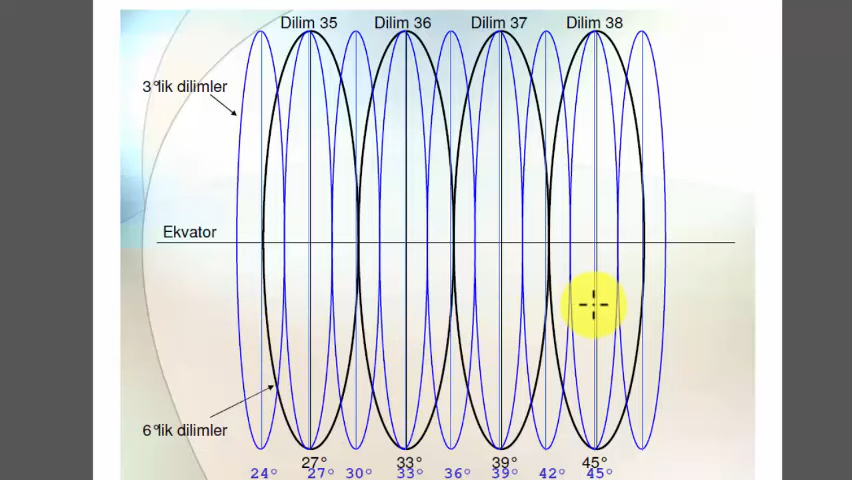 Dilim 35 Dilim 36 Dilim 37 Dilim 38
3°lik dilimler
Ekvator
6°lik dilimler
27° 33° 39° 45°
24° 27° 30° 33° 36° 39° 42° 45°